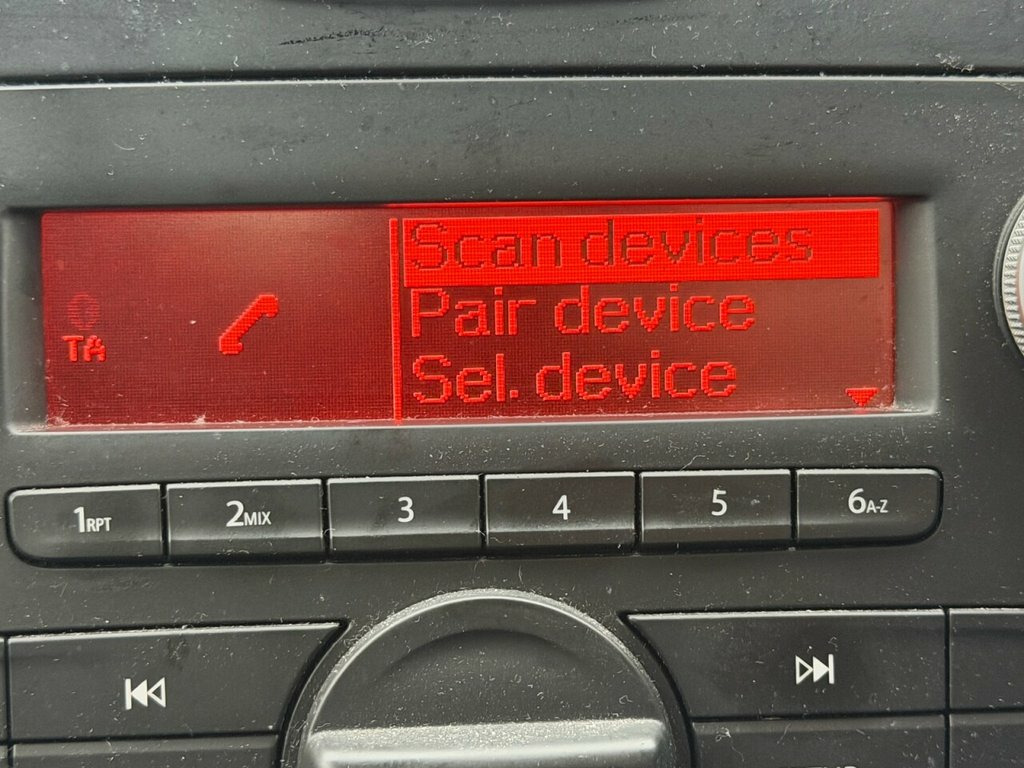 Scan devices
Pair device
TA
Sel. device
1RPT 2MIX 3 4 5 6A-Z